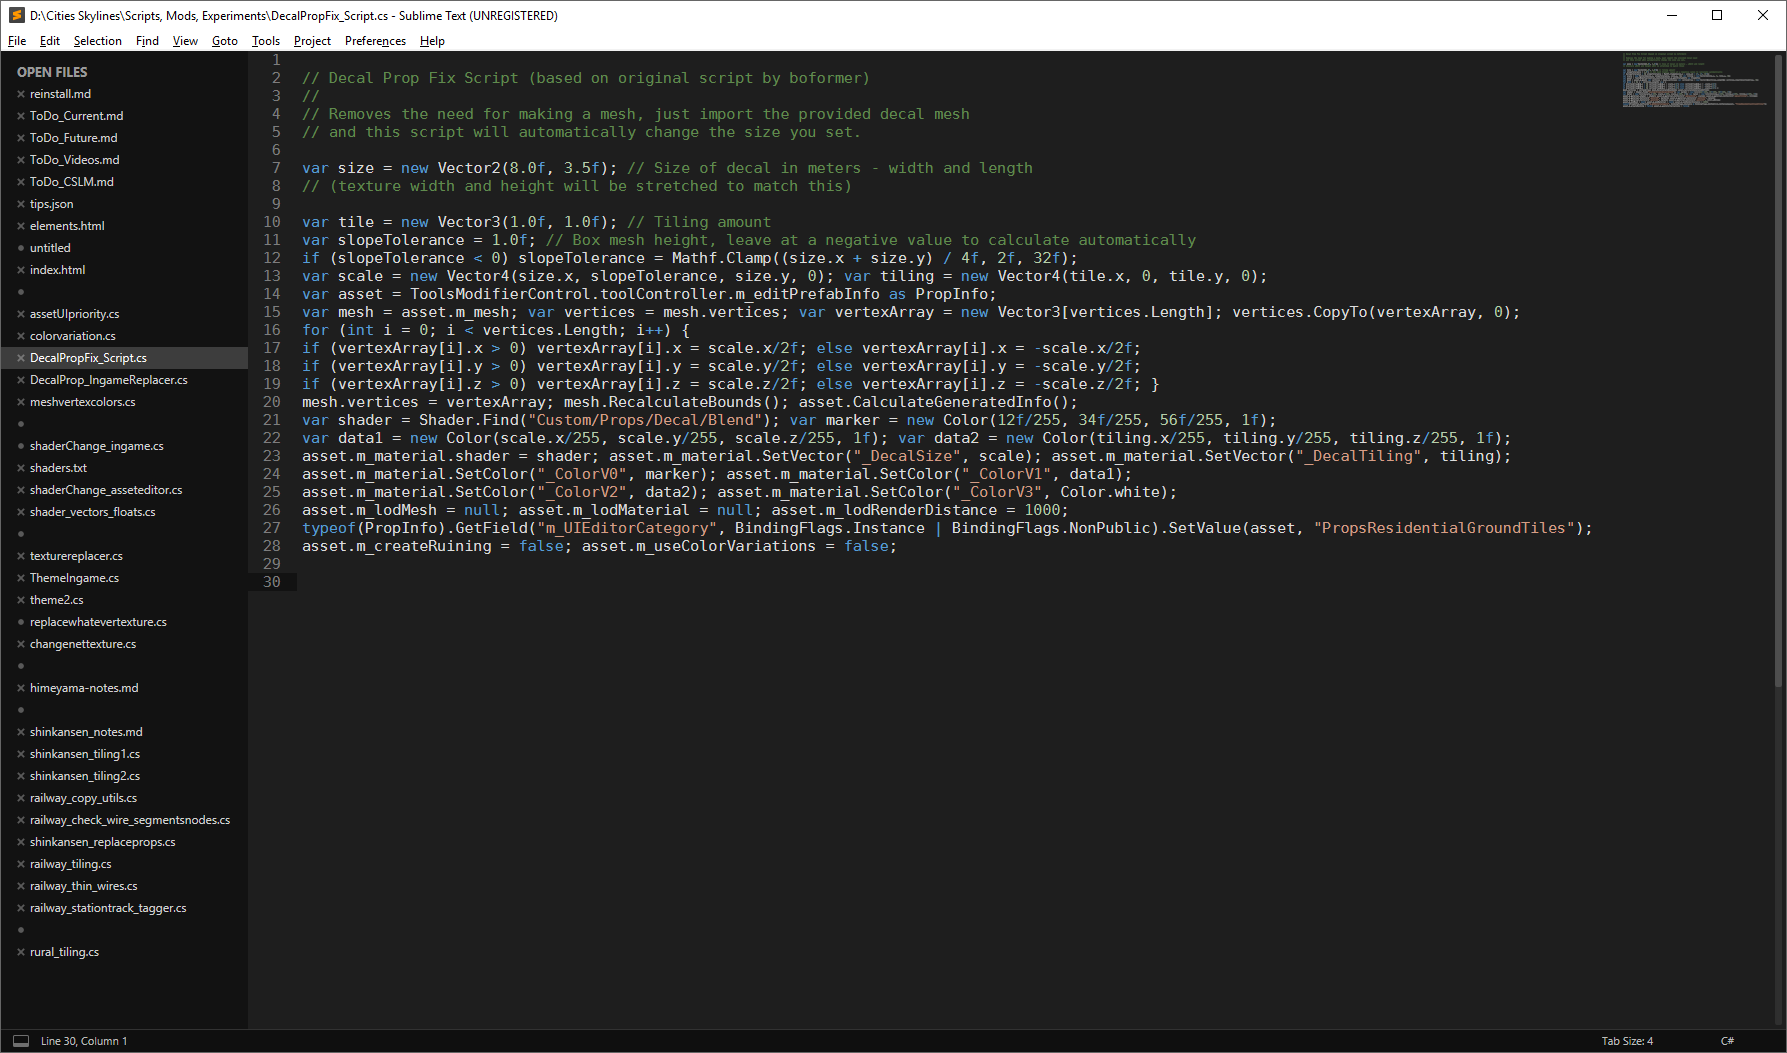 D:\Cities Skylines\Scripts, Mods, Experiments\DecalPropFix_Script.cs - Sublime Text (UNREGISTERED)
File Edit Selection Find View Goto Tools Project Preferences Help
OPEN FILES
reinstall.md
ToDo_Current.md
ToDo_Future.md
ToDo_Videos.md
ToDo_CSLM.md
tips.json
elements.html
untitled
index.html
assetUIpriority.cs
colorvariation.cs
DecalPropFix_Script.cs
DecalProp_IngameReplacer.cs
meshvertexcolors.cs
shaderChange_ingame.cs
shaders.txt
shaderChange_asseteditor.cs
shader_vectors_floats.cs
texturereplacer.cs
ThemeIngame.cs
theme2.cs
replacewhatevertexture.cs
changenettexture.cs
himeyama-notes.md
shinkansen_notes.md
shinkansen_tiling1.cs
shinkansen_tiling2.cs
railway_copy_utils.cs
railway_check_wire_segmentsnodes.cs
shinkansen_replaceprops.cs
railway_tiling.cs
railway_thin_wires.cs
railway_stationtrack_tagger.cs
rural_tiling.cs
1
2 // Decal Prop Fix Script (based on original script by boformer)
3 //
4 // Removes the need for making a mesh, just import the provided decal mesh
5 // and this script will automatically change the size you set.
6
7 var size = new Vector2(8.0f, 3.5f); // Size of decal in meters - width and length
8 // (texture width and height will be stretched to match this)
9
10 var tile = new Vector3(1.0f, 1.0f); // Tiling amount
11 var slopeTolerance = 1.0f; // Box mesh height, leave at a negative value to calculate automatically
12 if (slopeTolerance < 0) slopeTolerance = Mathf.Clamp((size.x + size.y) / 4f, 2f, 32f);
13 var scale = new Vector4(size.x, slopeTolerance, size.y, 0); var tiling = new Vector4(tile.x, 0, tile.y, 0);
14 var asset = ToolsModifierControl.toolController.m_editPrefabInfo as PropInfo;
15 var mesh = asset.m_mesh; var vertices = mesh.vertices; var vertexArray = new Vector3[vertices.Length]; vertices.CopyTo(vertexArray, 0);
16 for (int i = 0; i < vertices.Length; i++) {
17 if (vertexArray[i].x > 0) vertexArray[i].x = scale.x/2f; else vertexArray[i].x = -scale.x/2f;
18 if (vertexArray[i].y > 0) vertexArray[i].y = scale.y/2f; else vertexArray[i].y = -scale.y/2f;
19 if (vertexArray[i].z > 0) vertexArray[i].z = scale.z/2f; else vertexArray[i].z = -scale.z/2f; }
20 mesh.vertices = vertexArray; mesh.RecalculateBounds(); asset.CalculateGeneratedInfo();
21 var shader = Shader.Find("Custom/Props/Decal/Blend"); var marker = new Color(12f/255, 34f/255, 56f/255, 1f);
22 var data1 = new Color(scale.x/255, scale.y/255, scale.z/255, 1f); var data2 = new Color(tiling.x/255, tiling.y/255, tiling.z/255, 1f);
23 asset.m_material.shader = shader; asset.m_material.SetVector("_DecalSize", scale); asset.m_material.SetVector("_DecalTiling", tiling);
24 asset.m_material.SetColor("_ColorV0", marker); asset.m_material.SetColor("_ColorV1", data1);
25 asset.m_material.SetColor("_ColorV2", data2); asset.m_material.SetColor("_ColorV3", Color.white);
26 asset.m_lodMesh = null; asset.m_lodMaterial = null; asset.m_lodRenderDistance = 1000;
27 typeof(PropInfo).GetField("m_UIEditorCategory", BindingFlags.Instance | BindingFlags.NonPublic).SetValue(asset, "PropsResidentialGroundTiles");
28 asset.m_createRuining = false; asset.m_useColorVariations = false;
29
30
Line 30, Column 1
Tab Size: 4
C#